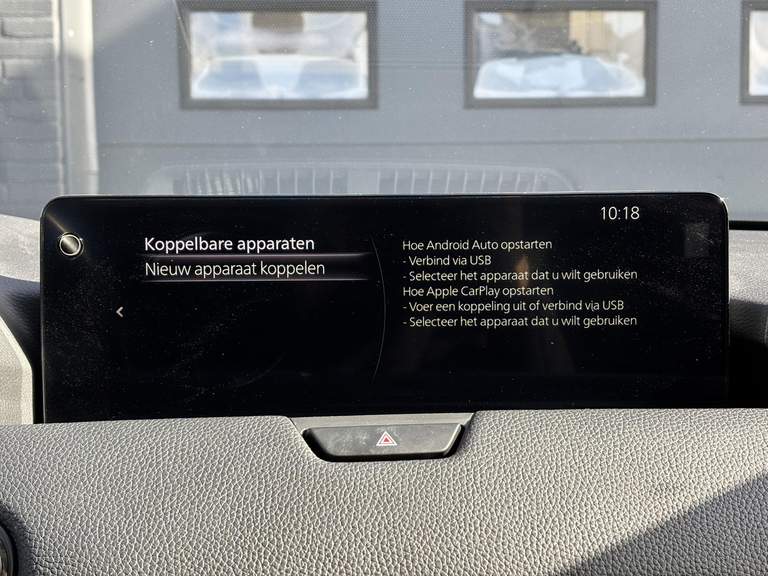 10:18
Koppelbare apparaten
Nieuw apparaat koppelen
Hoe Android Auto opstarten
- Verbind via USB
- Selecteer het apparaat dat u wilt gebruiken
Hoe Apple CarPlay opstarten
- Voer een koppeling uit of verbind via USB
- Selecteer het apparaat dat u wilt gebruiken